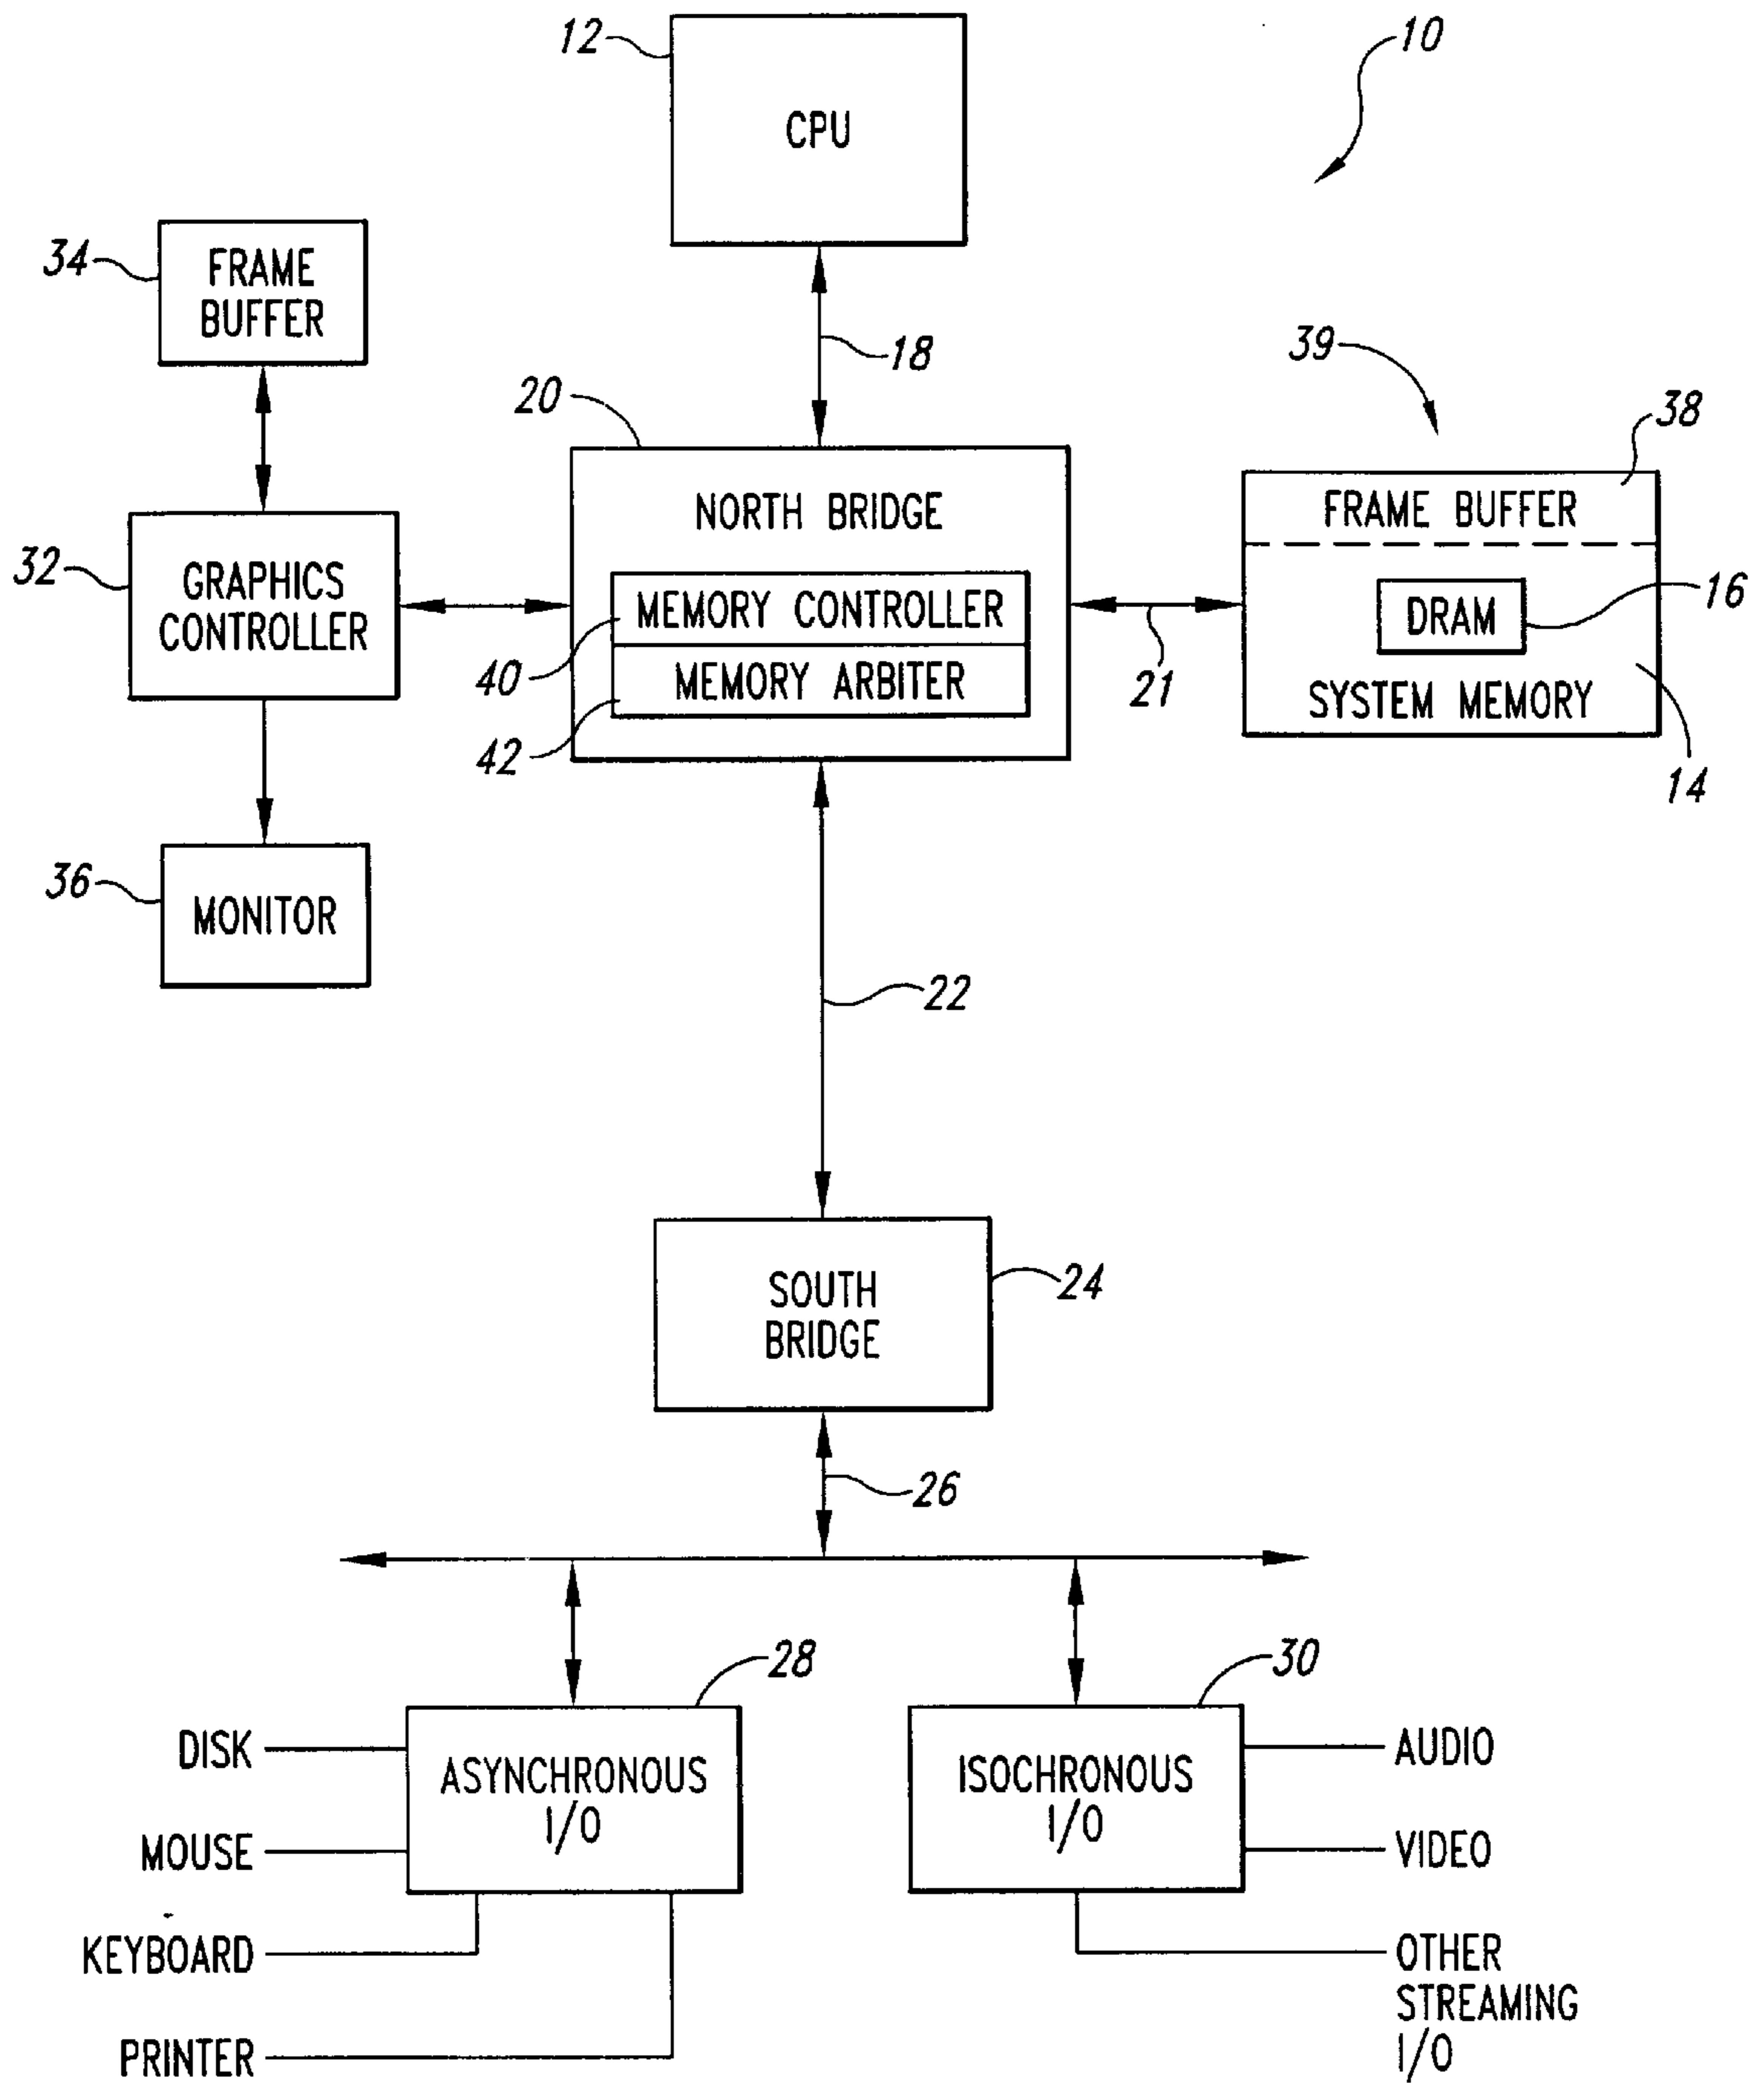 12
CPU
10
34
FRAME
BUFFER
18
39
20
38
NORTH BRIDGE
FRAME BUFFER
32
GRAPHICS
CONTROLLER
MEMORY CONTROLLER
DRAM
16
40
MEMORY ARBITER
21
SYSTEM MEMORY
42
14
36
MONITOR
22
SOUTH
BRIDGE
24
26
28
30
DISK
ASYNCHRONOUS
I/O
ISOCHRONOUS
I/O
AUDIO
MOUSE
VIDEO
KEYBOARD
OTHER
STREAMING
I/O
PRINTER